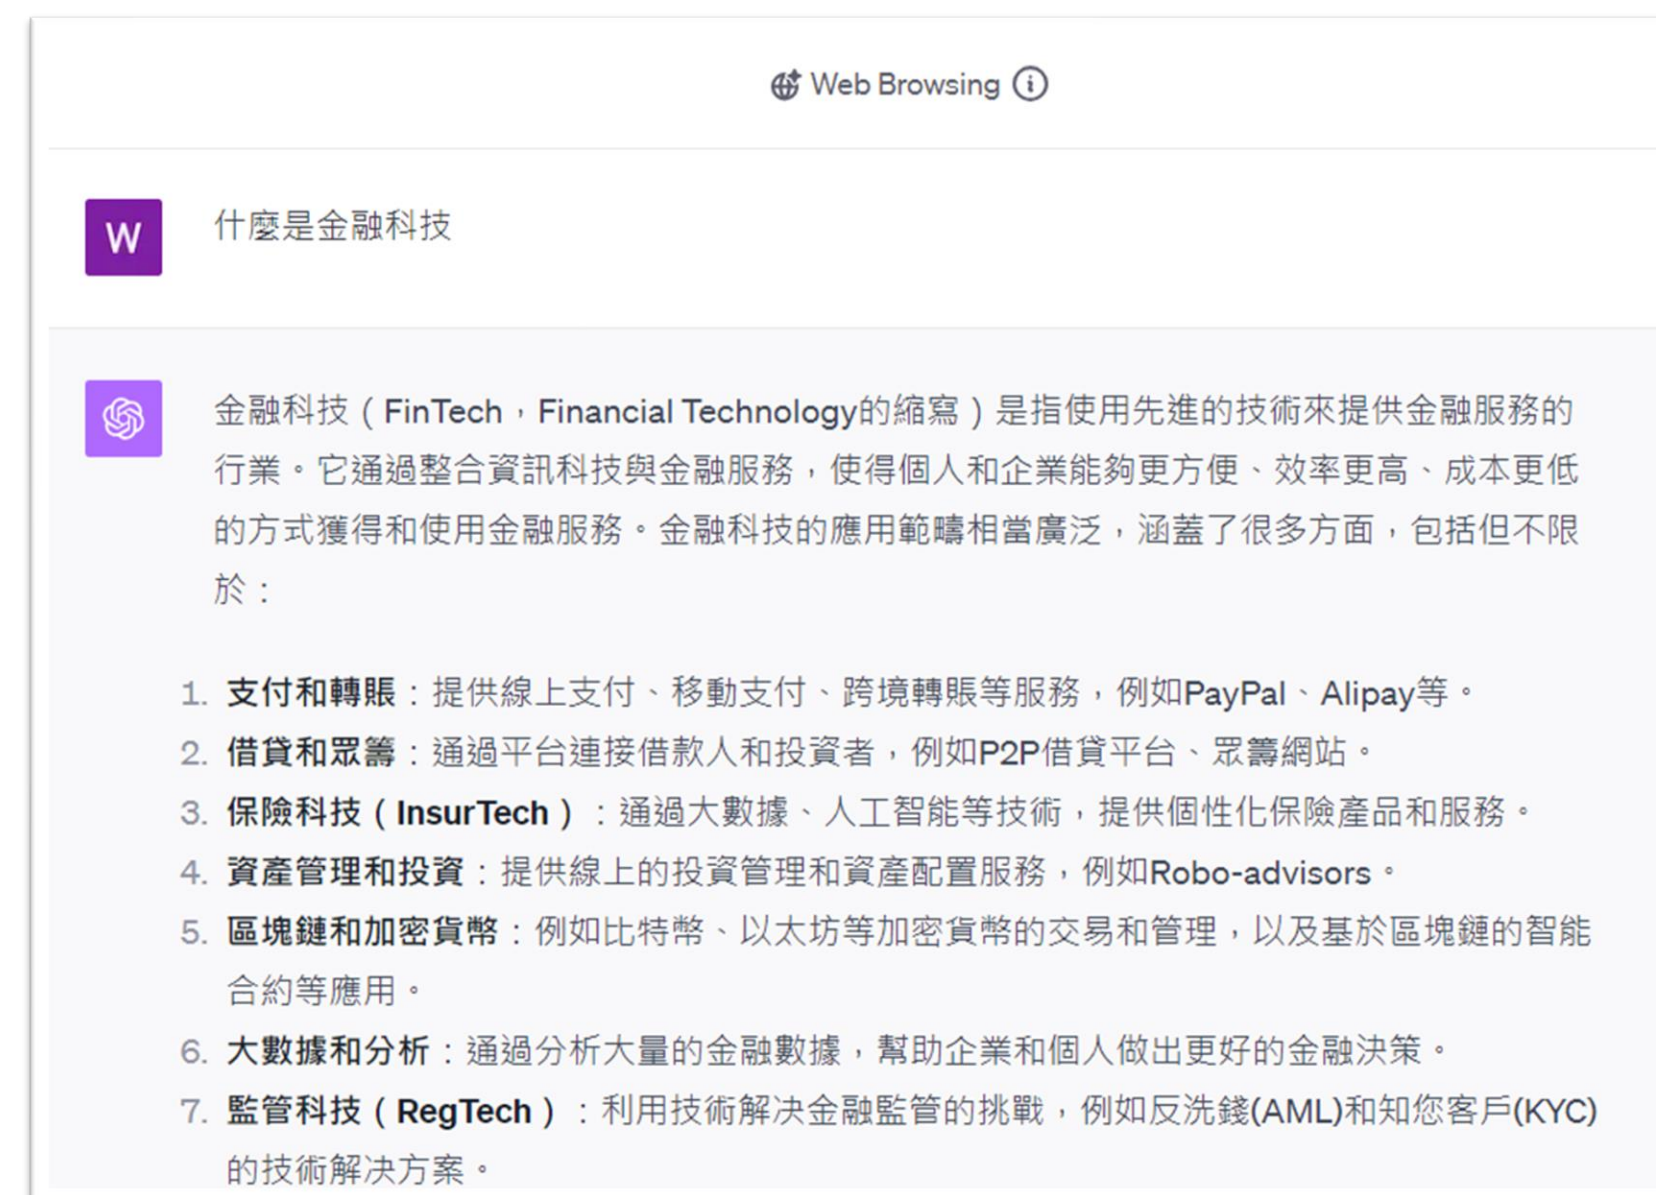 Web Browsing
W
什麼是金融科技
金融科技（FinTech，Financial Technology的縮寫）是指使用先進的技術來提供金融服務的
行業。它通過整合資訊科技與金融服務，使得個人和企業能夠更方便、效率更高、成本更低
的方式獲得和使用金融服務。金融科技的應用範疇相當廣泛，涵蓋了很多方面，包括但不限
於：
1. 支付和轉賬：提供線上支付、移動支付、跨境轉賬等服務，例如PayPal、Alipay等。
2. 借貸和眾籌：通過平台連接借款人和投資者，例如P2P借貸平台、眾籌網站。
3. 保險科技（InsurTech）：通過大數據、人工智能等技術，提供個性化保險產品和服務。
4. 資產管理和投資：提供線上的投資管理和資產配置服務，例如Robo-advisors。
5. 區塊鏈和加密貨幣：例如比特幣、以太坊等加密貨幣的交易和管理，以及基於區塊鏈的智能
合約等應用。
6. 大數據和分析：通過分析大量的金融數據，幫助企業和個人做出更好的金融決策。
7. 監管科技（RegTech）：利用技術解決金融監管的挑戰，例如反洗錢(AML)和知您客戶(KYC)
的技術解決方案。